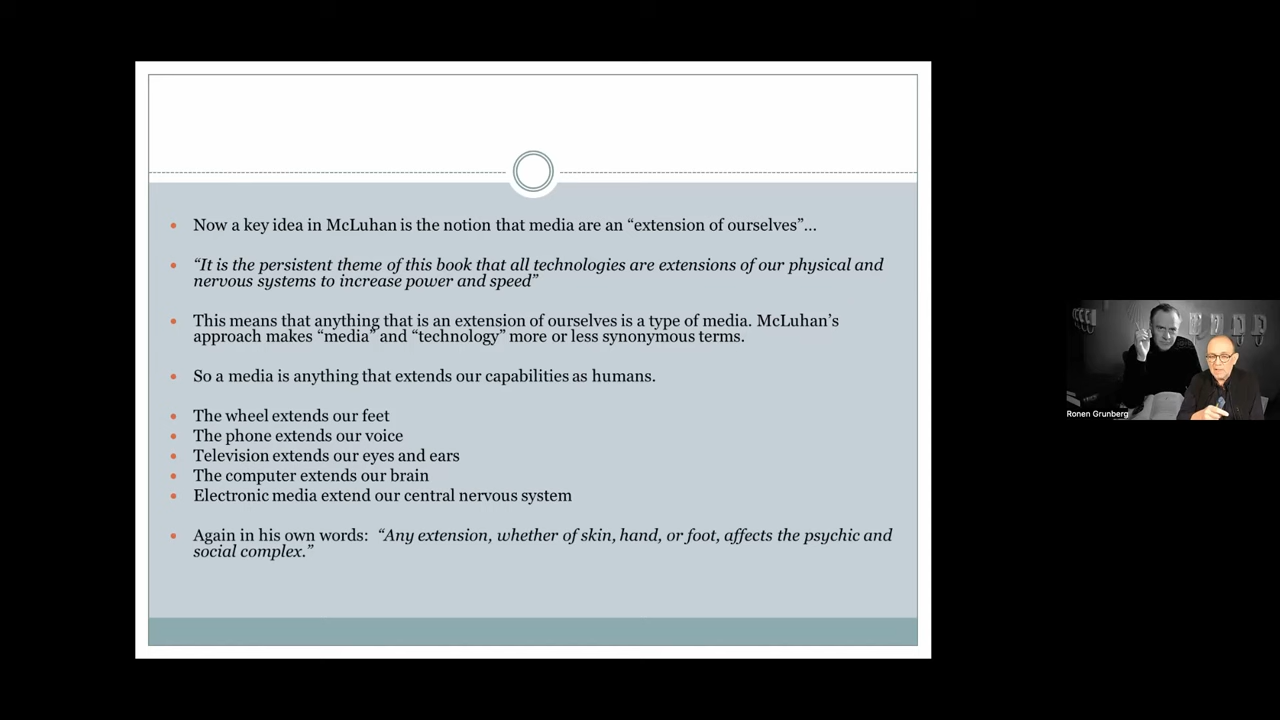 Now a key idea in McLuhan is the notion that media are an “extension of ourselves”…
“It is the persistent theme of this book that all technologies are extensions of our physical and
nervous systems to increase power and speed”
This means that anything that is an extension of ourselves is a type of media. McLuhan’s
approach makes “media” and “technology” more or less synonymous terms.
So a media is anything that extends our capabilities as humans.
The wheel extends our feet
The phone extends our voice
Television extends our eyes and ears
The computer extends our brain
Electronic media extend our central nervous system
Again in his own words: “Any extension, whether of skin, hand, or foot, affects the psychic and
social complex.”
Ronen Grunberg